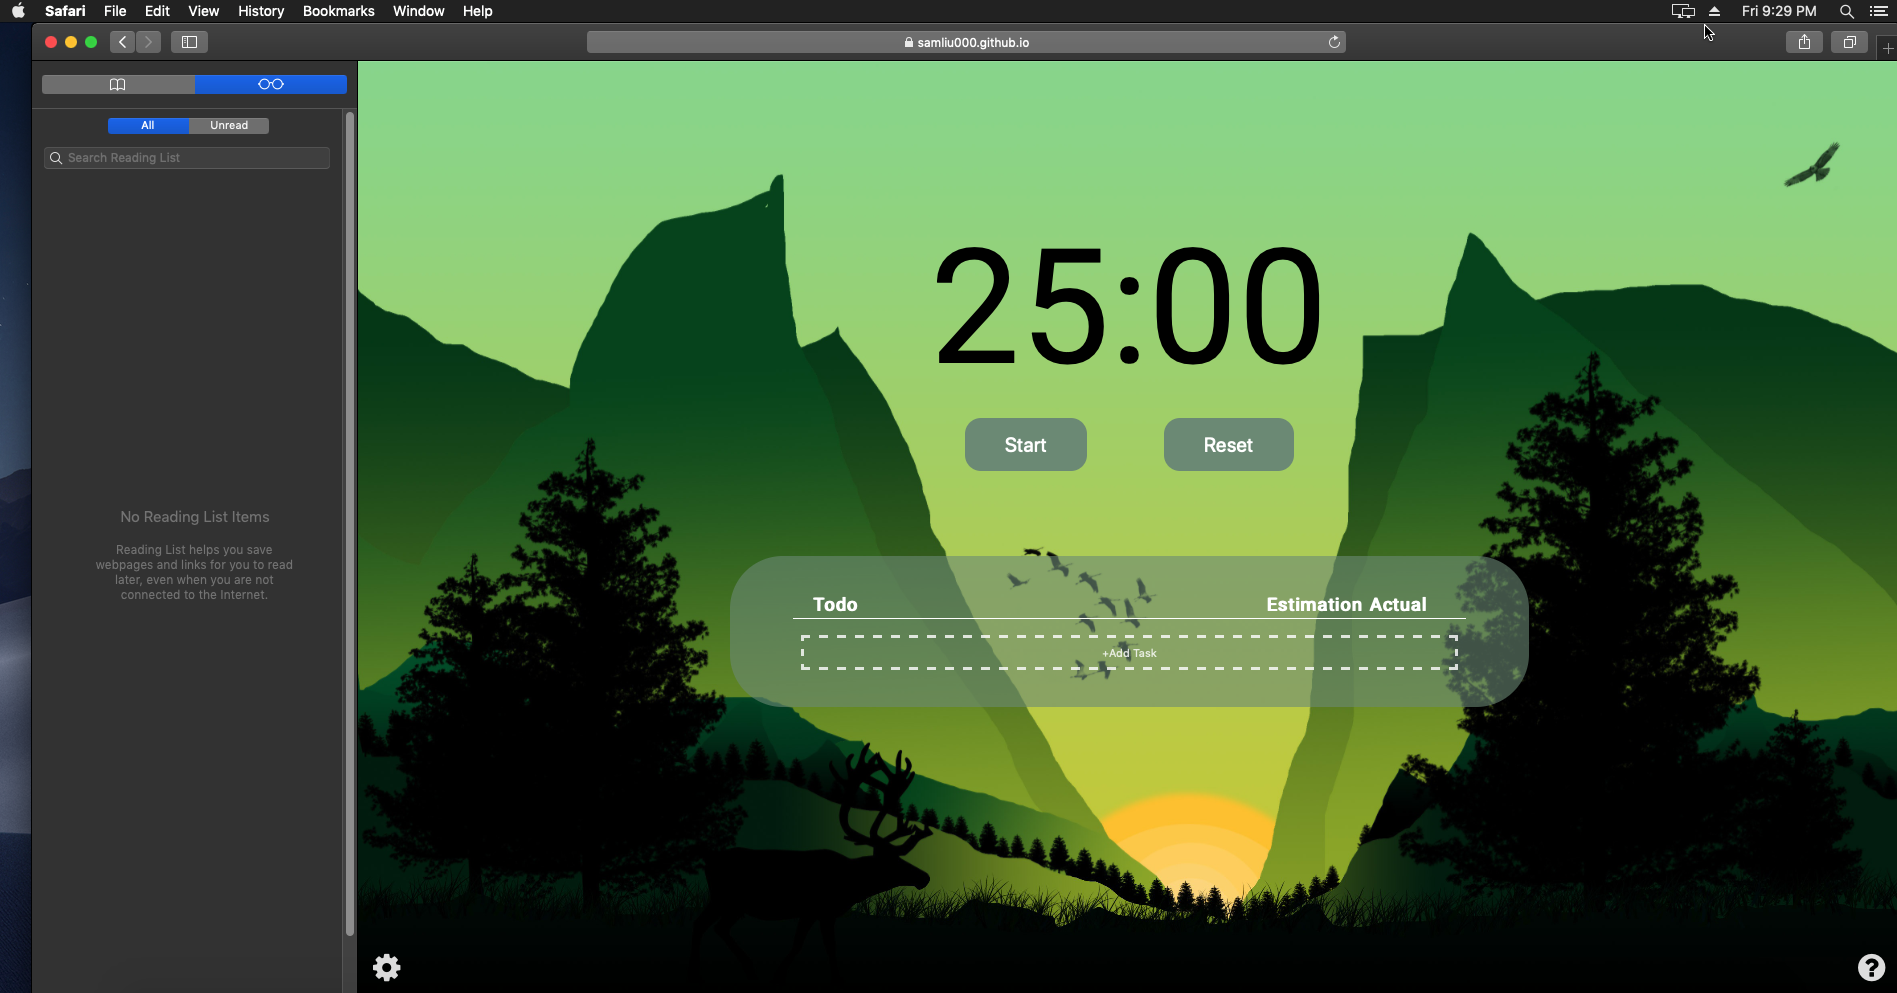 Safari File Edit View History Bookmarks Window Help
Fri 9:29 PM
samliu000.github.io
All Unread
Search Reading List
25:00
Start Reset
No Reading List Items
Reading List helps you save
webpages and links for you to read
later, even when you are not
connected to the Internet.
Todo Estimation Actual
+Add Task
?